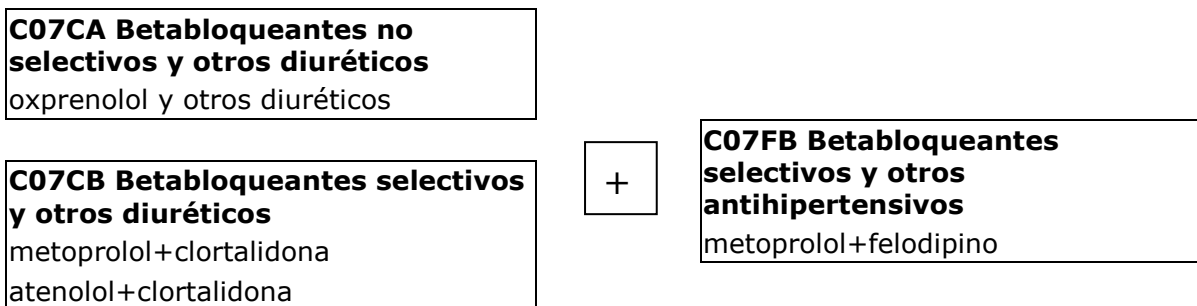 C07CA Betabloqueantes no
selectivos y otros diuréticos
oxprenolol y otros diuréticos
C07CB Betabloqueantes selectivos
y otros diuréticos
metoprolol+clortalidona
atenolol+clortalidona
+
C07FB Betabloqueantes
selectivos y otros
antihipertensivos
metoprolol+felodipino